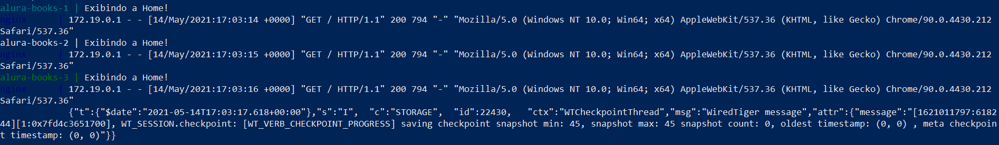 alura-books-1 | Exibindo a Home!
nginx | 172.19.0.1 - - [14/May/2021:17:03:14 +0000] "GET / HTTP/1.1" 200 794 "-" "Mozilla/5.0 (Windows NT 10.0; Win64; x64) AppleWebKit/537.36 (KHTML, like Gecko) Chrome/90.0.4430.212
Safari/537.36"
alura-books-2 | Exibindo a Home!
nginx | 172.19.0.1 - - [14/May/2021:17:03:15 +0000] "GET / HTTP/1.1" 200 794 "-" "Mozilla/5.0 (Windows NT 10.0; Win64; x64) AppleWebKit/537.36 (KHTML, like Gecko) Chrome/90.0.4430.212
Safari/537.36"
alura-books-3 | Exibindo a Home!
nginx | 172.19.0.1 - - [14/May/2021:17:03:16 +0000] "GET / HTTP/1.1" 200 794 "-" "Mozilla/5.0 (Windows NT 10.0; Win64; x64) AppleWebKit/537.36 (KHTML, like Gecko) Chrome/90.0.4430.212
Safari/537.36"
{"t":{"$date":"2021-05-14T17:03:17.618+00:00"},"s":"I", "c":"STORAGE", "id":22430, "ctx":"WTCheckpointThread","msg":"WiredTiger message","attr":{"message":"[1621011797:6182
44][1:0x7fd4c3651700], WT_SESSION.checkpoint: [WT_VERB_CHECKPOINT_PROGRESS] saving checkpoint snapshot min: 45, snapshot max: 45 snapshot count: 0, oldest timestamp: (0, 0) , meta checkpoin
t timestamp: (0, 0)"}}